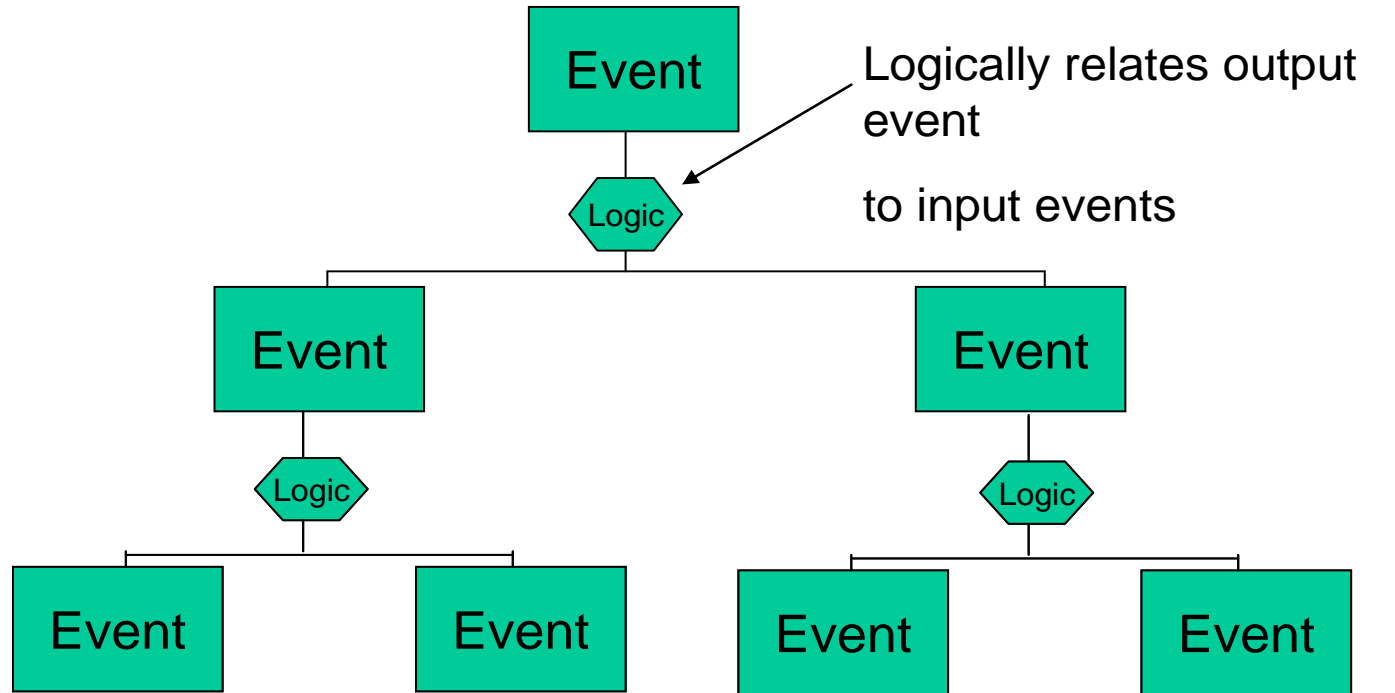 Event
Logically relates output
event
to input events
Logic
Event
Event
Logic
Logic
Event
Event
Event
Event